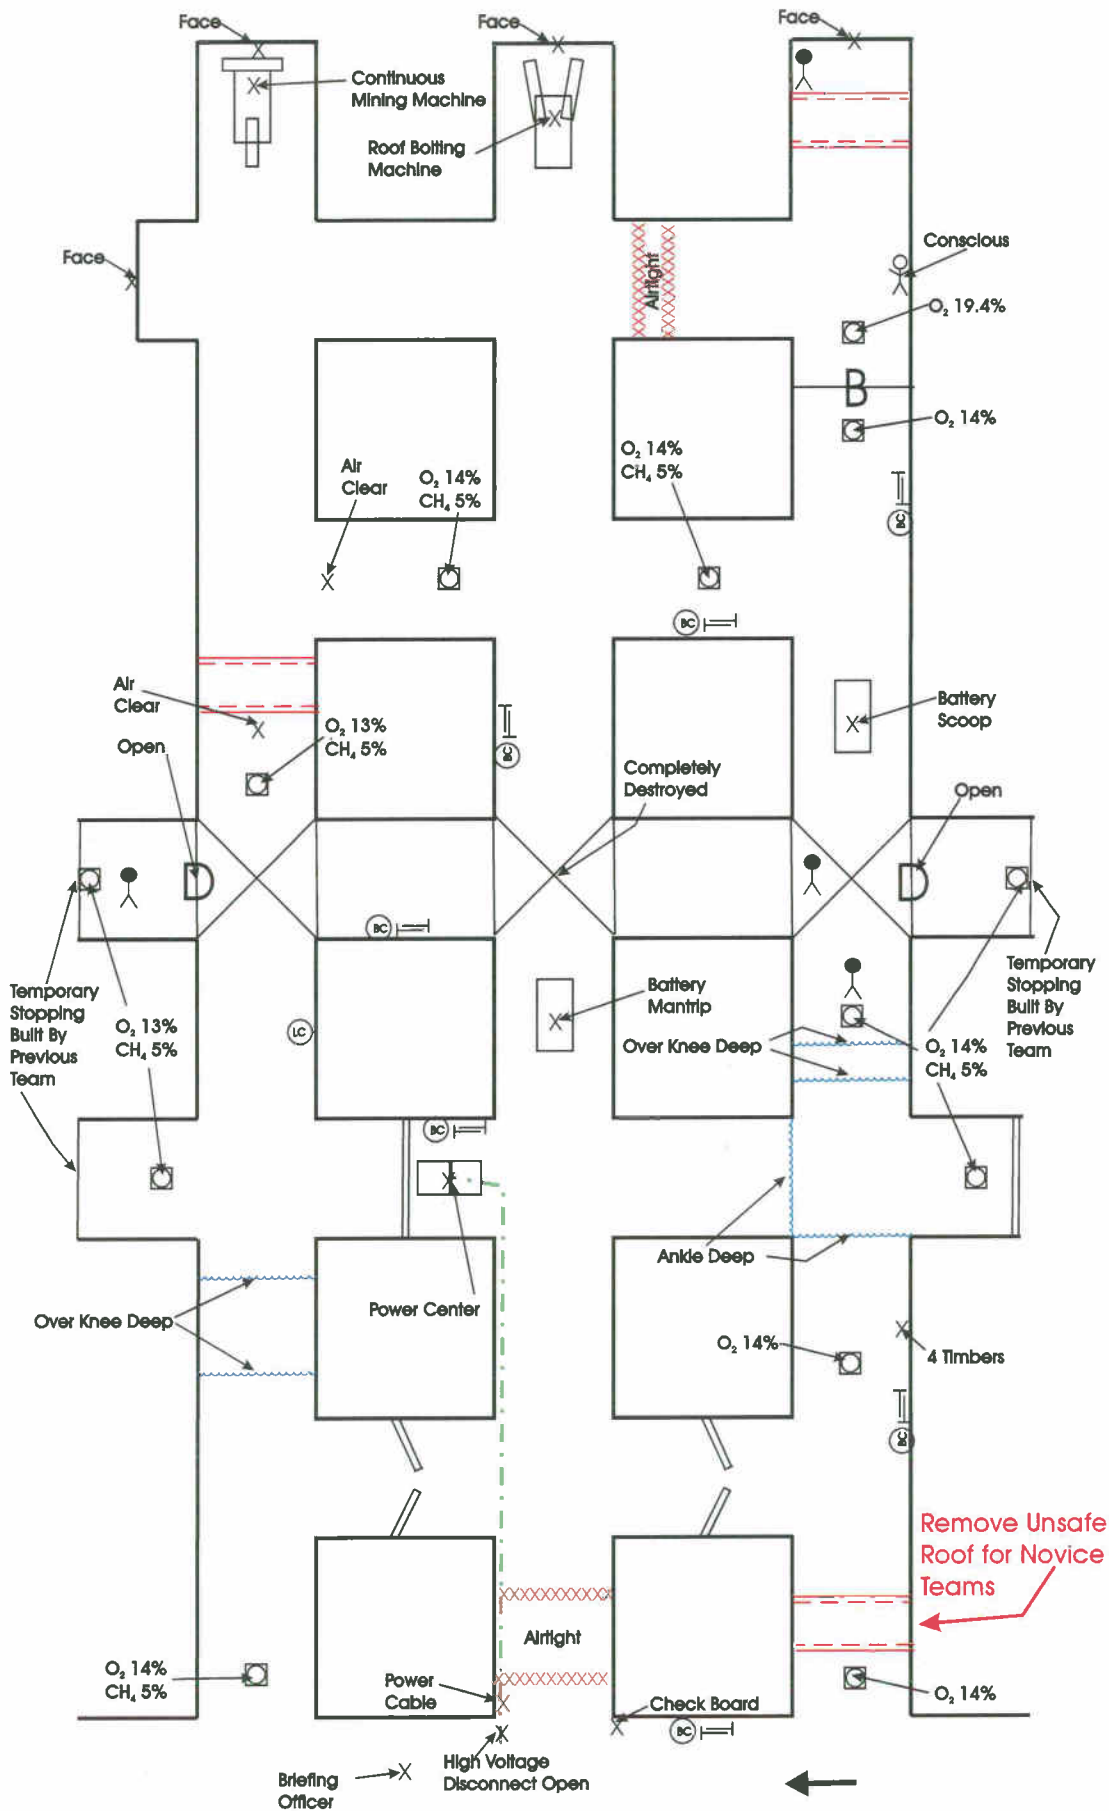 Face
Face
Face
Continuous
Mining Machine
Roof Bolting
Machine
Face
Airtight
Conscious
O₂ 19.4%
B
O₂ 14%
Air
Clear
O₂ 14%
CH₄ 5%
O₂ 14%
CH₄ 5%
BC
BC
Air
Clear
Open
O₂ 13%
CH₄ 5%
BC
Battery
Scoop
Completely
Destroyed
Open
D
D
BC
Temporary
Stopping
Built By
Previous
Team
O₂ 13%
CH₄ 5%
LC
Battery
Mantrip
Over Knee Deep
O₂ 14%
CH₄ 5%
Temporary
Stopping
Built By
Previous
Team
BC
Ankle Deep
Power Center
Over Knee Deep
O₂ 14%
4 Timbers
BC
Remove Unsafe
Roof for Novice
Teams
Airtight
O₂ 14%
CH₄ 5%
Power
Cable
Check Board
O₂ 14%
BC
High Voltage
Disconnect Open
Briefing
Officer